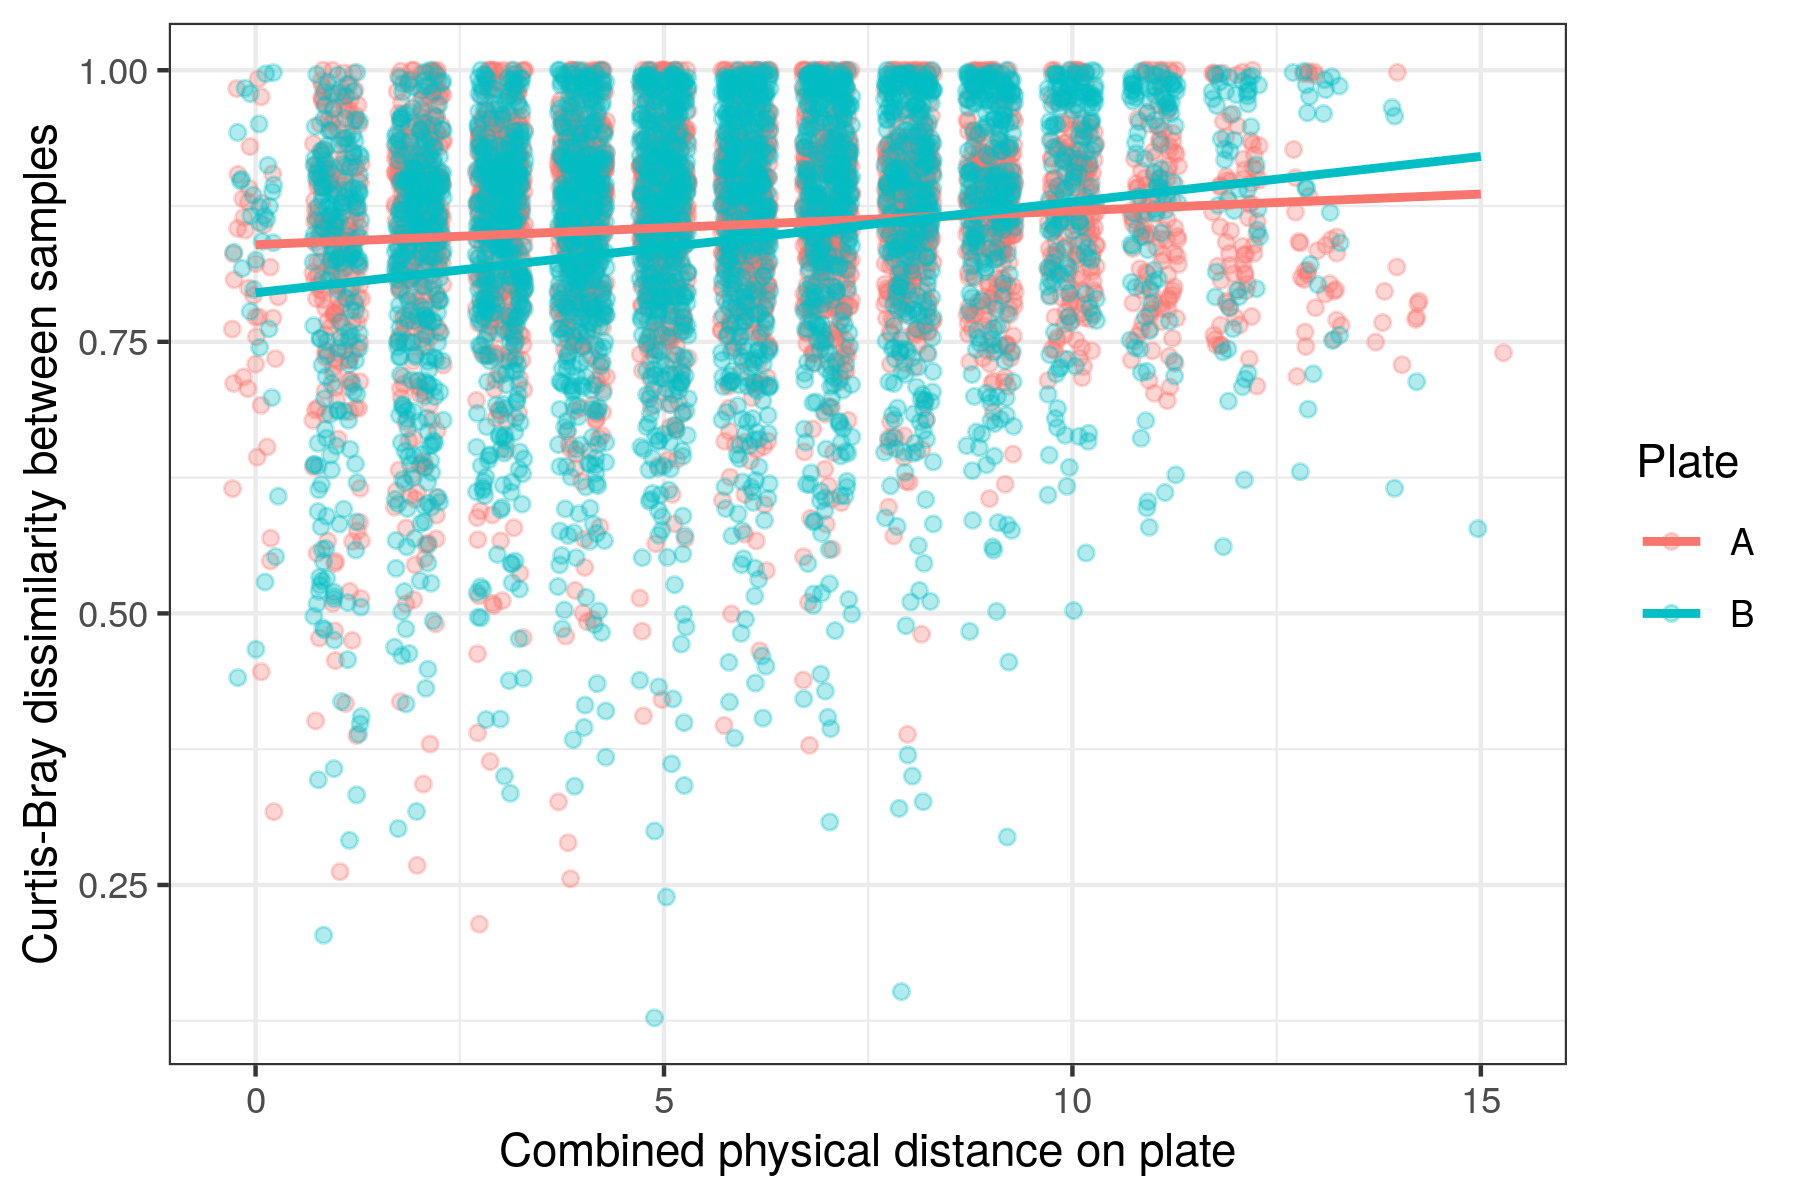 Curtis-Bray dissimilarity between samples
1.00
0.75
0.50
0.25
0
5
10
15
Combined physical distance on plate
Plate
A
B